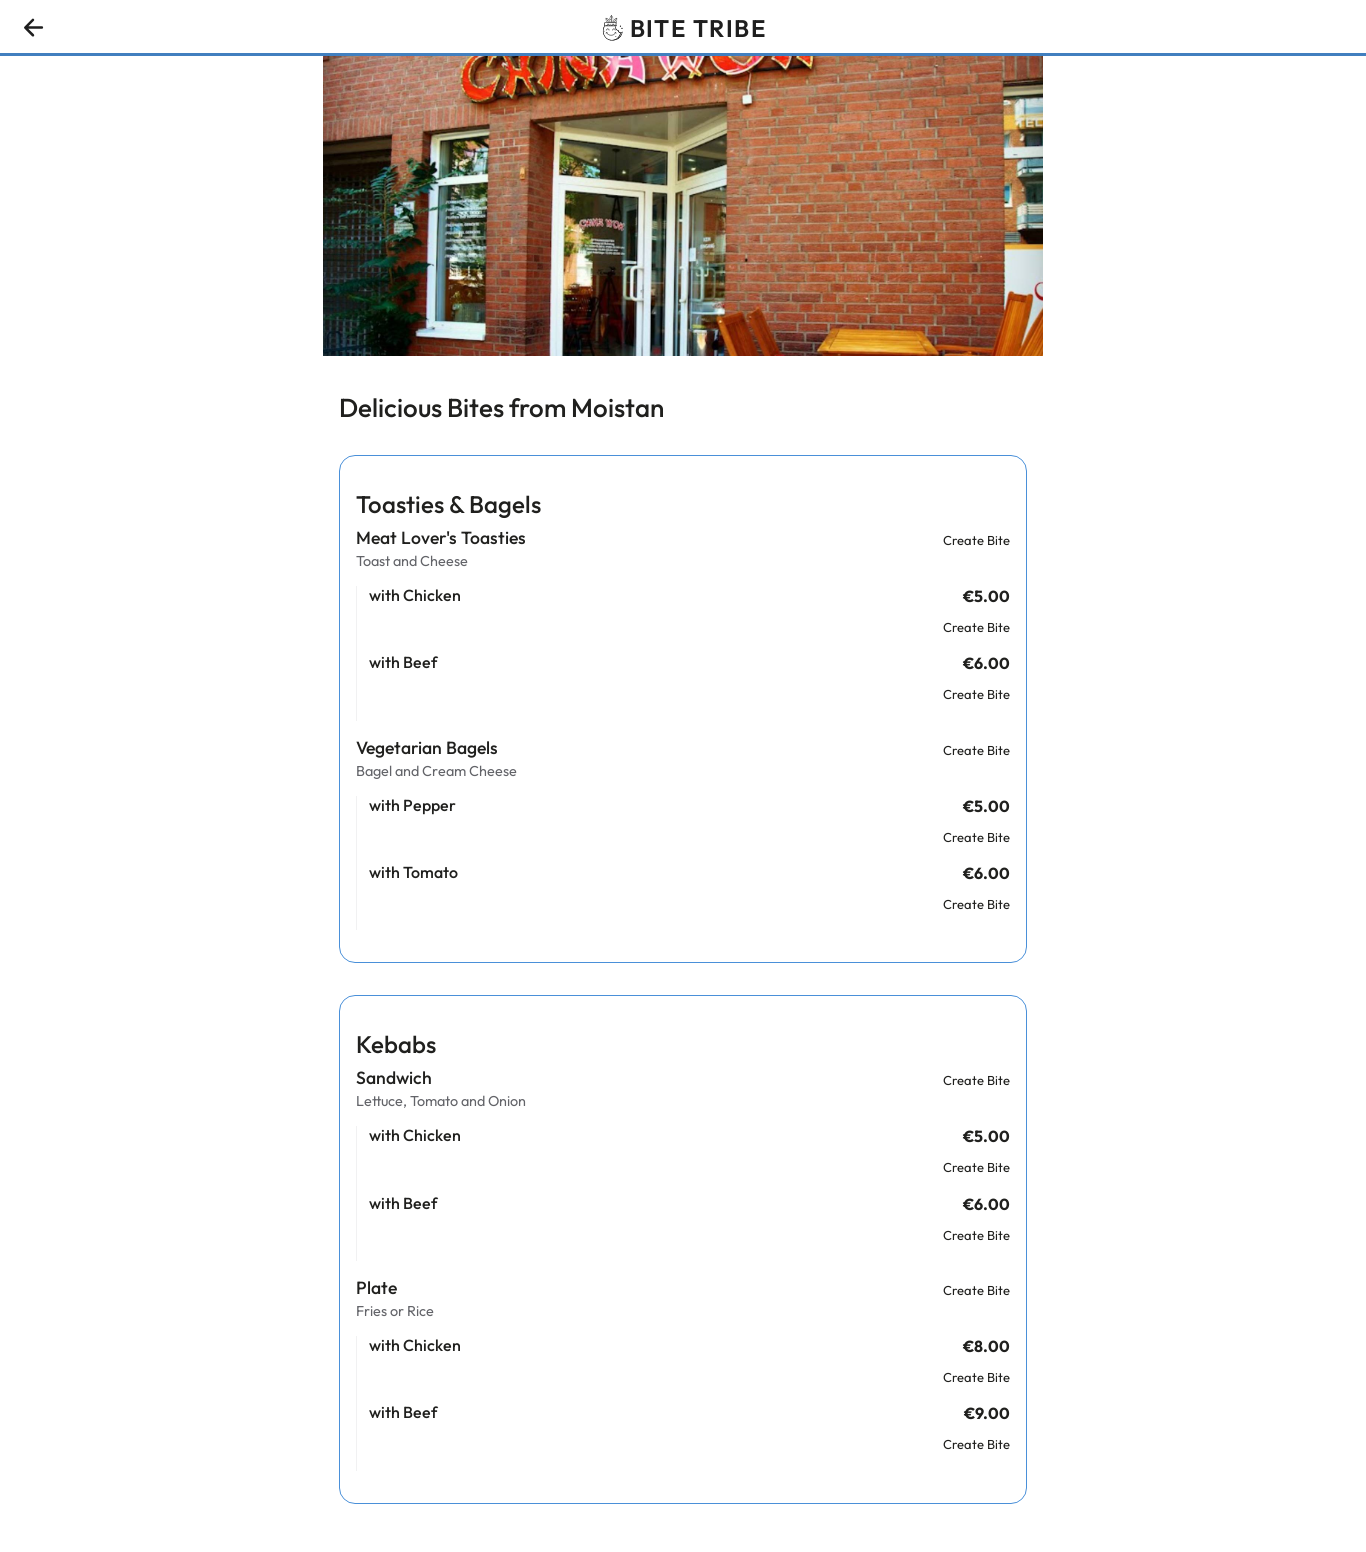 BITE TRIBE
CHINA WOK
CHINA WOK
Delicious Bites from Moistan
Toasties & Bagels
Meat Lover's Toasties
Create Bite
Toast and Cheese
with Chicken
€5.00
Create Bite
with Beef
€6.00
Create Bite
Vegetarian Bagels
Create Bite
Bagel and Cream Cheese
with Pepper
€5.00
Create Bite
with Tomato
€6.00
Create Bite
Kebabs
Sandwich
Create Bite
Lettuce, Tomato and Onion
with Chicken
€5.00
Create Bite
with Beef
€6.00
Create Bite
Plate
Create Bite
Fries or Rice
with Chicken
€8.00
Create Bite
with Beef
€9.00
Create Bite